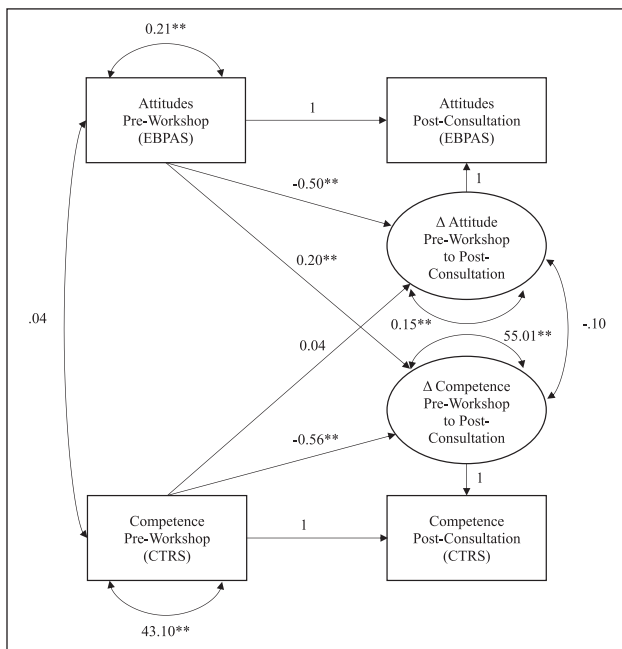 0.21**
Attitudes
Pre-Workshop
(EBPAS)
1
Attitudes
Post-Consultation
(EBPAS)
-0.50**
1
Δ Attitude
Pre-Workshop
to Post-
Consultation
0.20**
.04
0.04
0.15**
55.01**
-.10
Δ Competence
Pre-Workshop
to Post-
Consultation
-0.56**
1
Competence
Pre-Workshop
(CTRS)
1
Competence
Post-Consultation
(CTRS)
43.10**